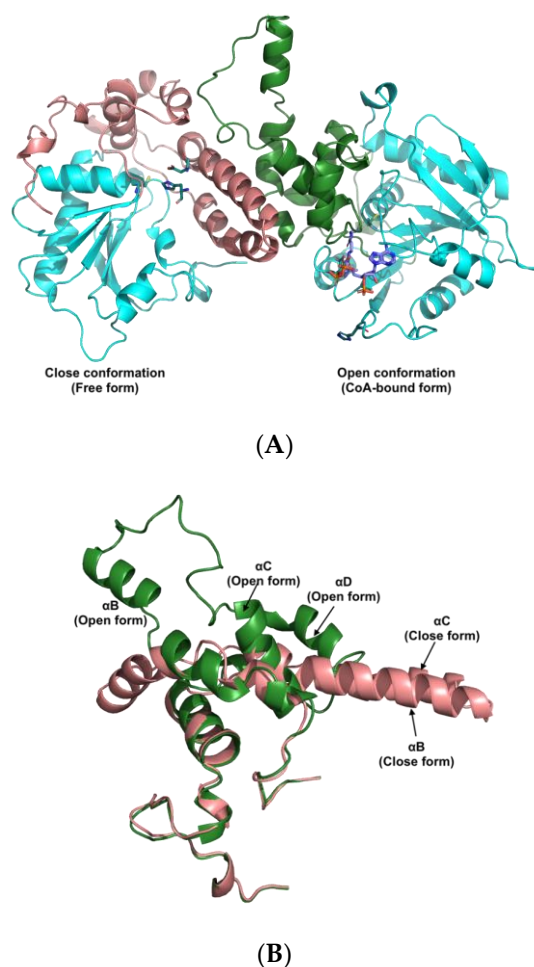 Close conformation
(Free form)
Open conformation
(CoA-bound form)
(A)
αB
(Open form)
αC
(Open form)
αD
(Open form)
αC
(Close form)
αB
(Close form)
(B)